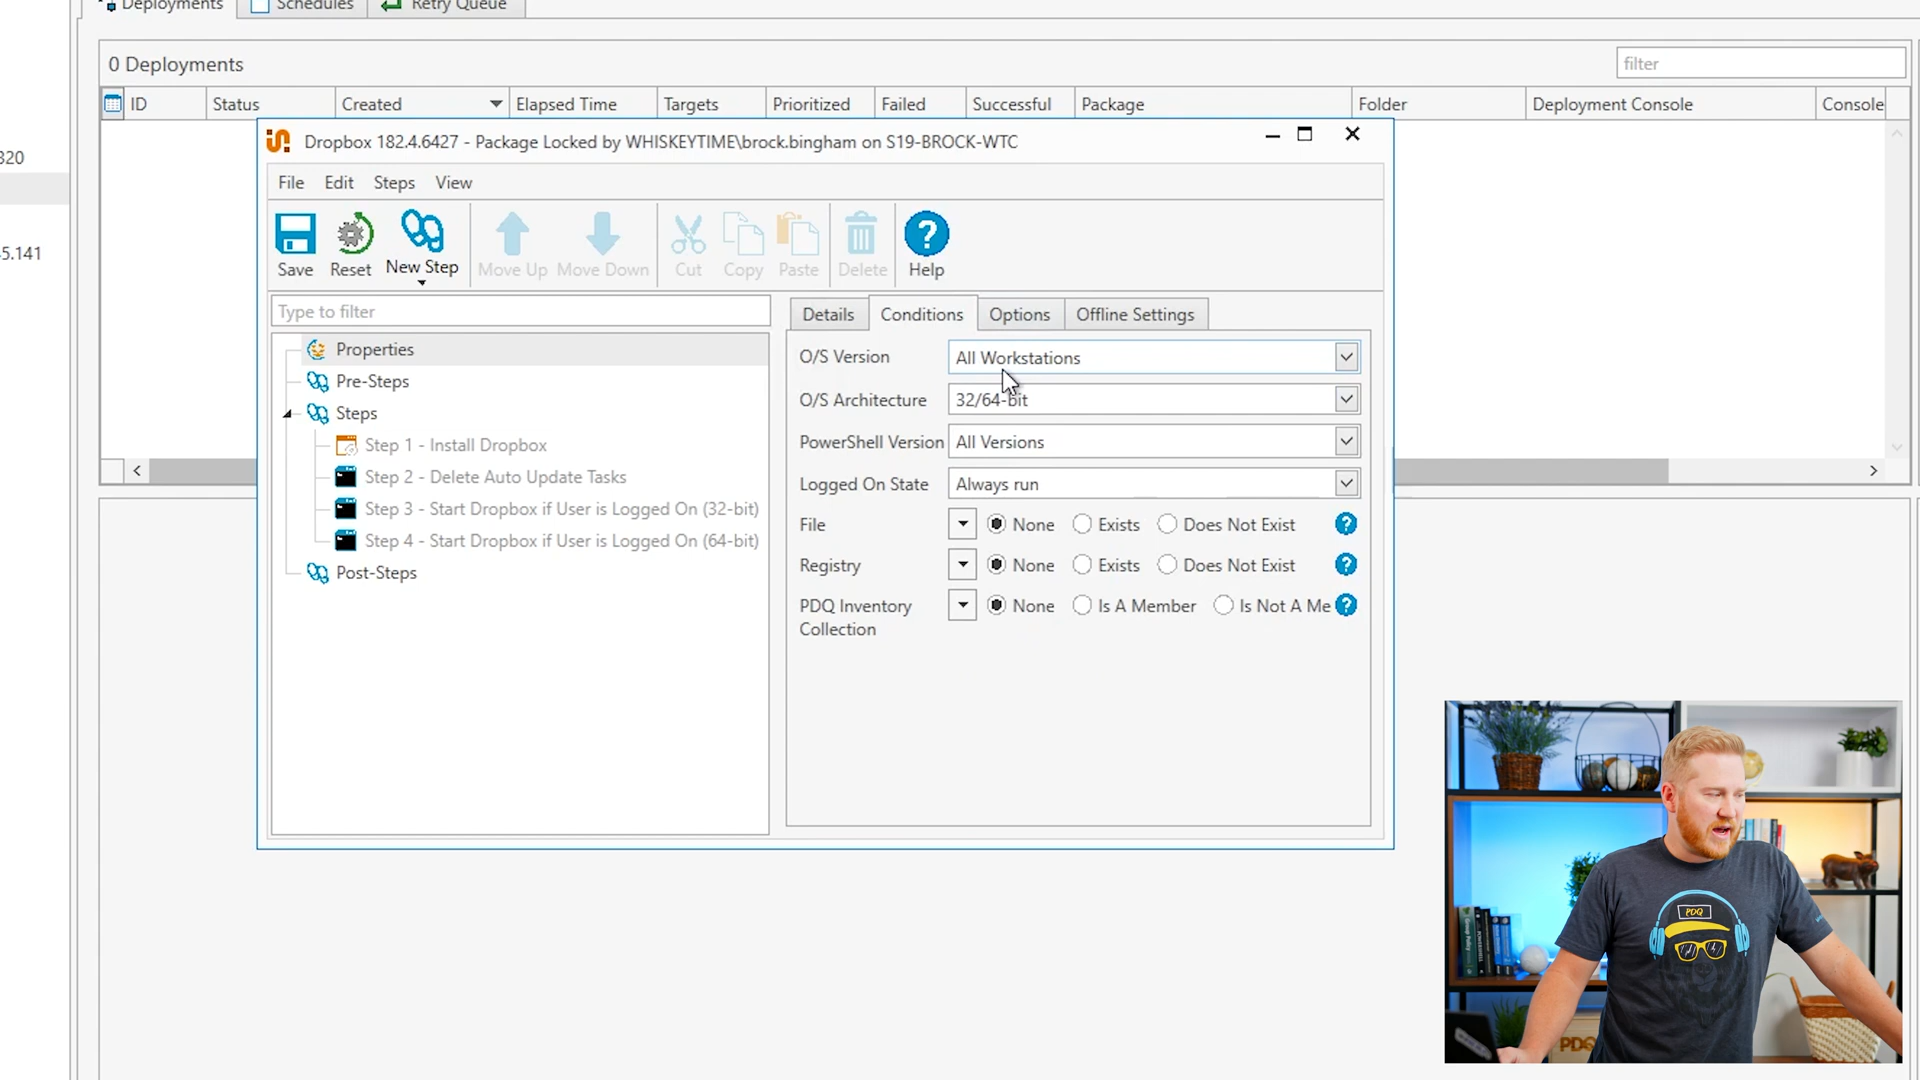 Deployments Schedules Retry Queue
0 Deployments filter
ID Status Created Elapsed Time Targets Prioritized Failed Successful Package Folder Deployment Console Console
Dropbox 182.4.6427 - Package Locked by WHISKEYTIME\brock.bingham on S19-BROCK-WTC
File Edit Steps View
Save Reset New Step Move Up Move Down Cut Copy Paste Delete Help
Type to filter
Properties
Pre-Steps
Steps
Step 1 - Install Dropbox
Step 2 - Delete Auto Update Tasks
Step 3 - Start Dropbox if User is Logged On (32-bit)
Step 4 - Start Dropbox if User is Logged On (64-bit)
Post-Steps
Details Conditions Options Offline Settings
O/S Version All Workstations
O/S Architecture 32/64-bit
PowerShell Version All Versions
Logged On State Always run
File None Exists Does Not Exist ?
Registry None Exists Does Not Exist ?
PDQ Inventory None Is A Member Is Not A Me ?
Collection
320
5.141
PDQ
PDQ